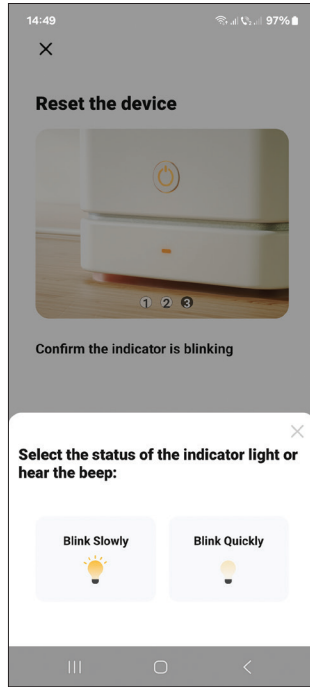 14:49
97%
Reset the device
1 2 3
Confirm the indicator is blinking
Select the status of the indicator light or
hear the beep:
Blink Slowly
Blink Quickly